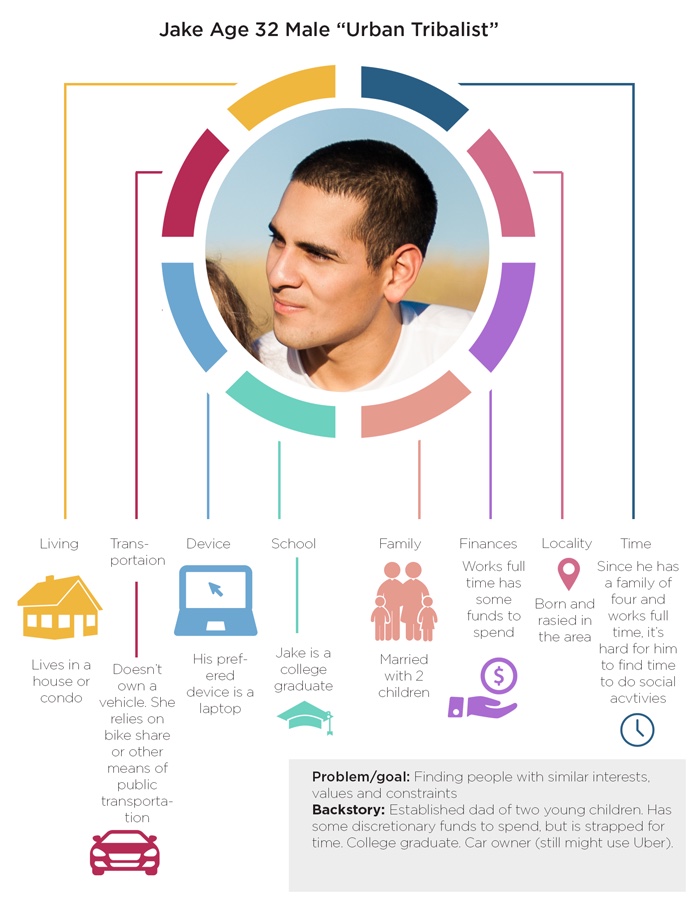 Jake Age 32 Male “Urban Tribalist”
Living
Lives in a
house or
condo
Trans-
portaion
Doesn’t
own a
vehicle. She
relies on
bike share
or other
means of
public
transporta-
tion
Device
His pref-
ered
device is a
laptop
School
Jake is a
college
graduate
Family
Married
with 2
children
Finances
Works full
time has
some
funds to
spend
$
Locality
Born and
rasied in
the area
Time
Since he has
a family of
four and
works full
time, it’s
hard for him
to find time
to do social
acvtivies
Problem/goal: Finding people with similar interests,
values and constraints
Backstory: Established dad of two young children. Has
some discretionary funds to spend, but is strapped for
time. College graduate. Car owner (still might use Uber).